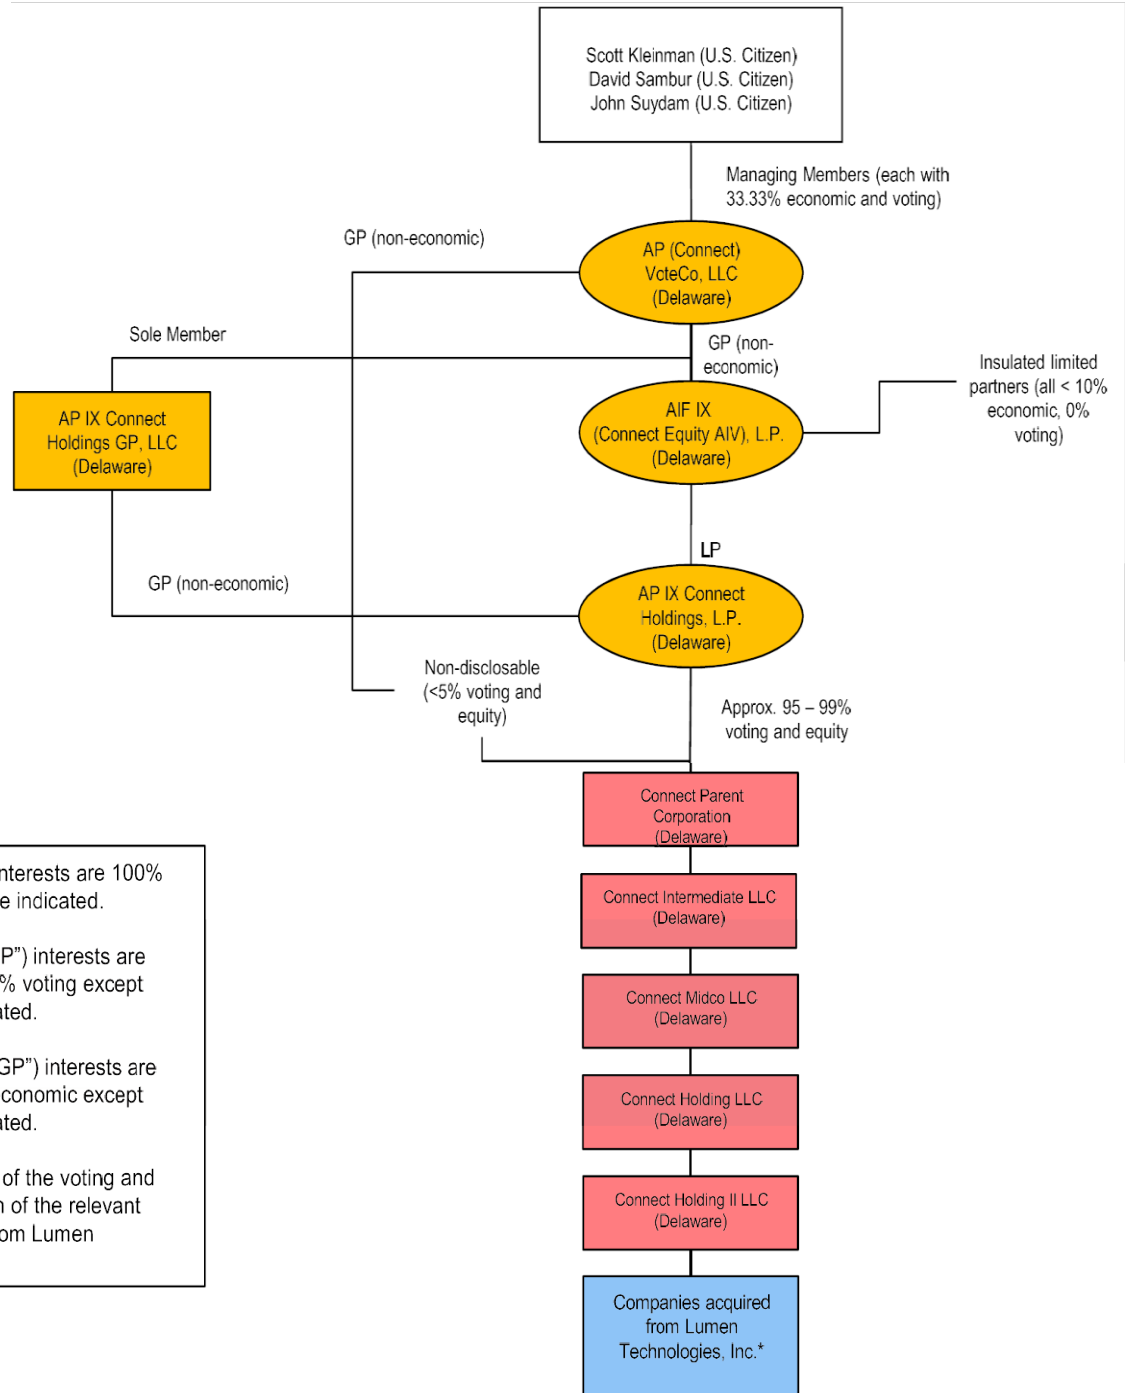 Scott Kleinman (U.S. Citizen)
David Sambur (U.S. Citizen)
John Suydam (U.S. Citizen)
Managing Members (each with
33.33% economic and voting)
GP (non-economic)
AP (Connect)
VoteCo, LLC
(Delaware)
Sole Member
GP (non-
economic)
Insulated limited
partners (all < 10%
economic, 0%
voting)
AP IX Connect
Holdings GP, LLC
(Delaware)
AIF IX
(Connect Equity AIV), L.P.
(Delaware)
LP
GP (non-economic)
AP IX Connect
Holdings, L.P.
(Delaware)
Non-disclosable
(<5% voting and
equity)
Approx. 95 – 99%
voting and equity
Connect Parent
Corporation
(Delaware)
Connect Intermediate LLC
(Delaware)
Connect Midco LLC
(Delaware)
Connect Holding LLC
(Delaware)
Connect Holding II LLC
(Delaware)
Companies acquired
from Lumen
Technologies, Inc.*
interests are 100%
indicated.
P”) interests are
% voting except
GP”) interests are
economic except
of the voting and
of the relevant
Lumen